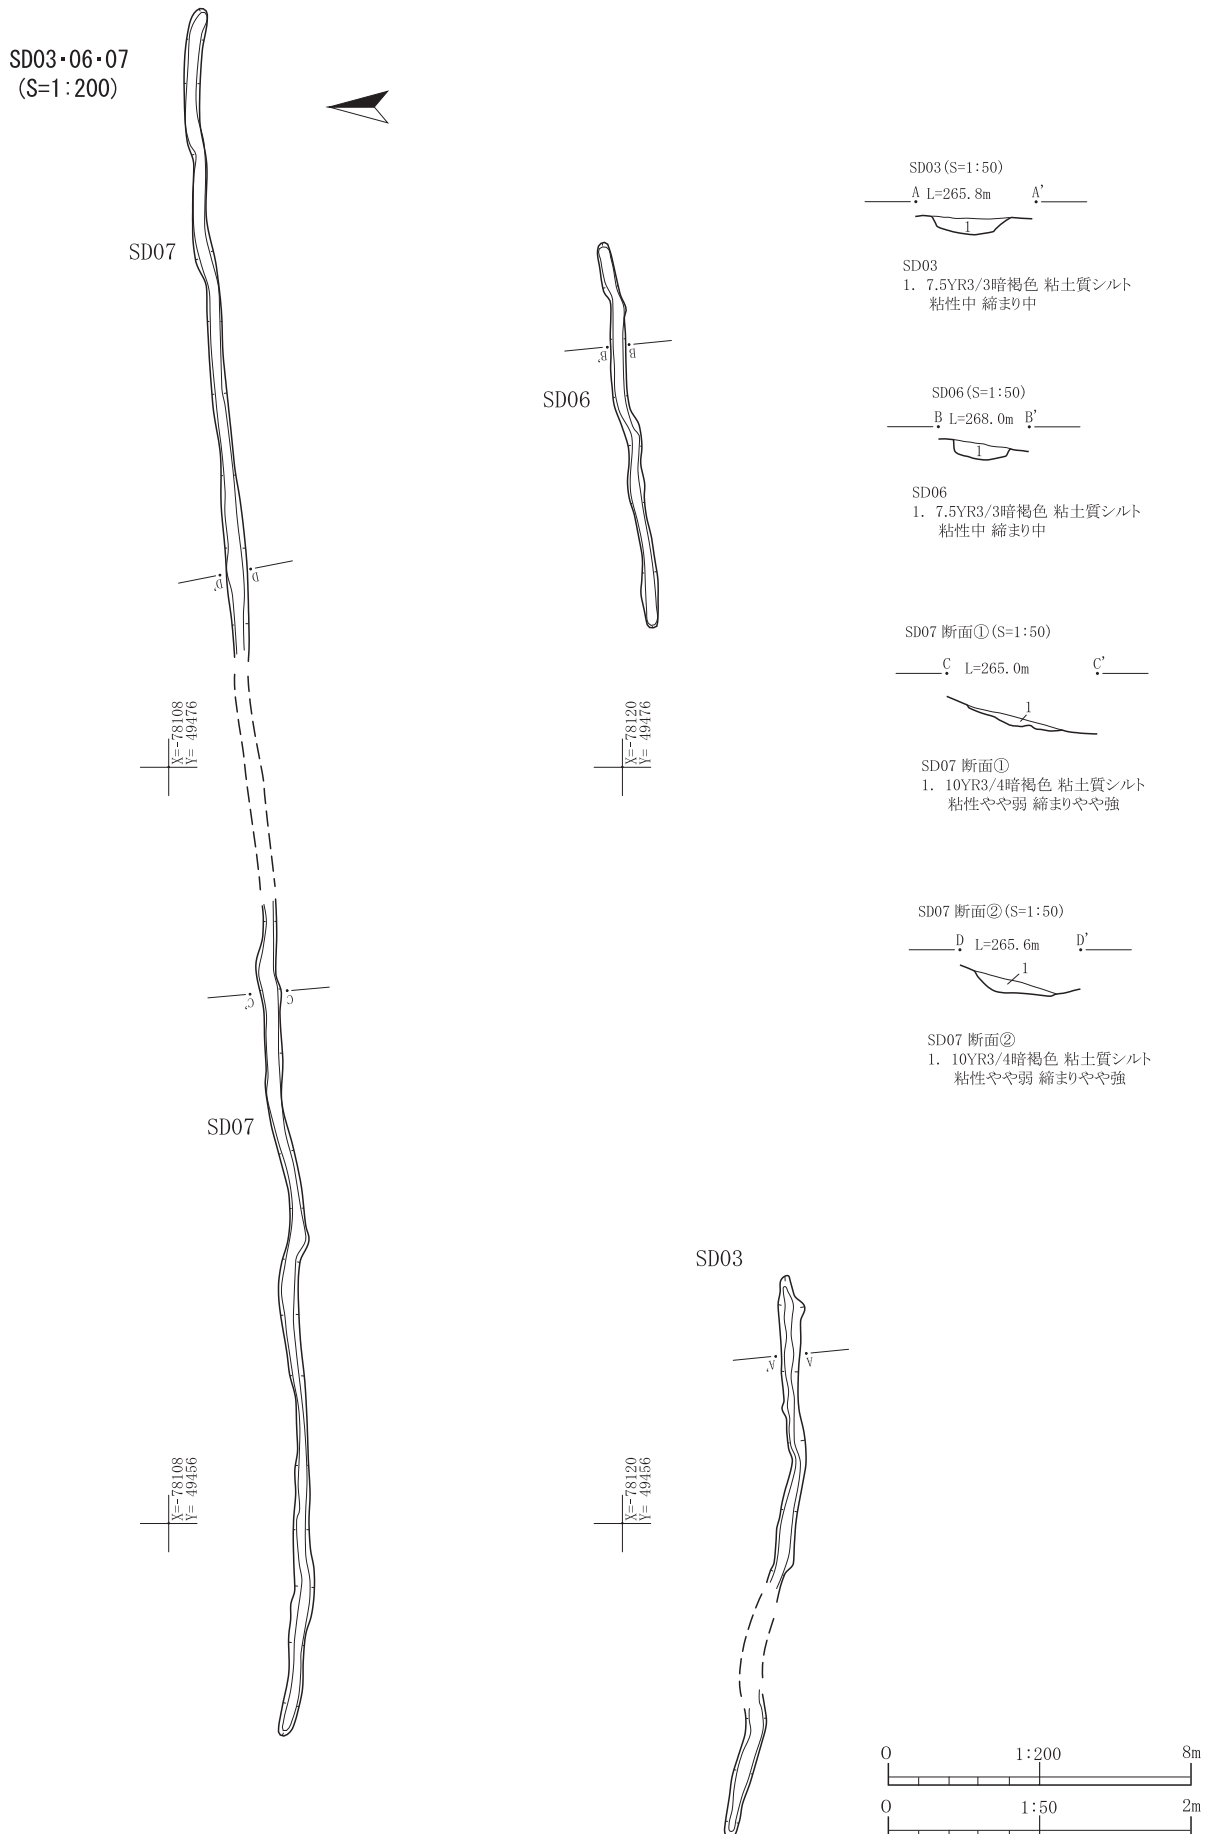 SD03・06・07
(S=1:200)
SD07
SD06
D' D
B' B
X=-78108
Y= 49476
X=-78120
Y= 49476
C' C
SD07
SD03
A' A
X=-78108
Y= 49456
X=-78120
Y= 49456
SD03(S=1:50)
A L=265.8m A'
1
SD03
1. 7.5YR3/3暗褐色 粘土質シルト
粘性中 締まり中
SD06(S=1:50)
B L=268.0m B'
1
SD06
1. 7.5YR3/3暗褐色 粘土質シルト
粘性中 締まり中
SD07 断面①(S=1:50)
C L=265.0m C'
1
SD07 断面①
1. 10YR3/4暗褐色 粘土質シルト
粘性やや弱 締まりやや強
SD07 断面②(S=1:50)
D L=265.6m D'
1
SD07 断面②
1. 10YR3/4暗褐色 粘土質シルト
粘性やや弱 締まりやや強
0 1:200 8m
0 1:50 2m